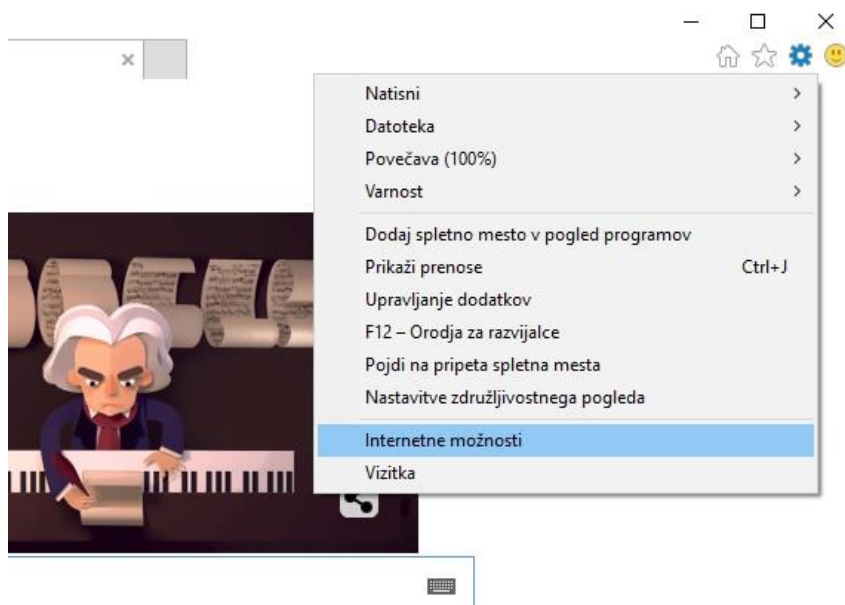 Natisni
Datoteka
Povečava (100%)
Varnost
Dodaj spletno mesto v pogled programov
Prikaži prenose Ctrl+J
Upravljanje dodatkov
F12 – Orodja za razvijalce
Pojdi na pripeta spletna mesta
Nastavitve združljivostnega pogleda
Internetne možnosti
Vizitka